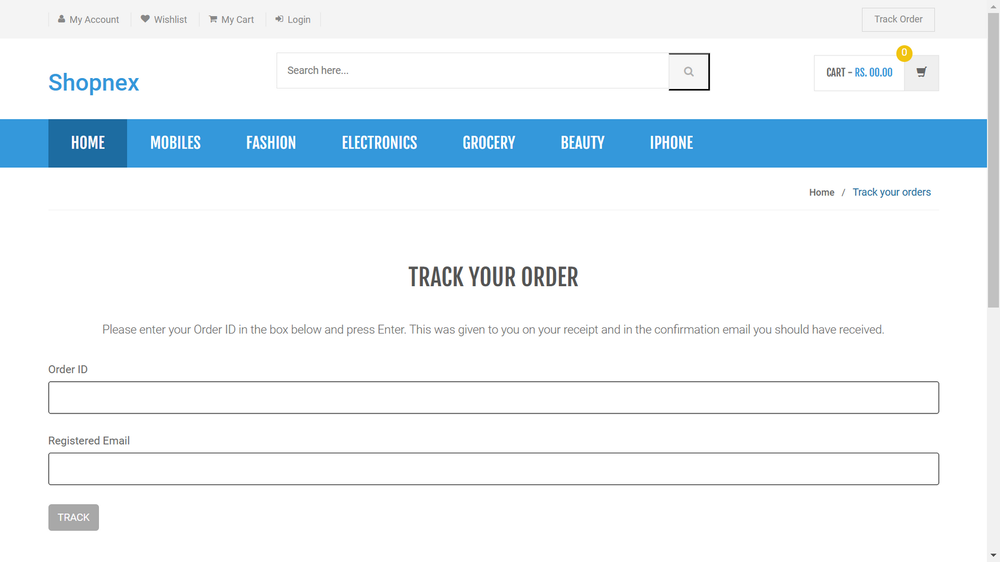 My Account
Wishlist
My Cart
Login
Track Order
Shopnex
Search here...
0
CART - RS. 00.00
HOME
MOBILES
FASHION
ELECTRONICS
GROCERY
BEAUTY
IPHONE
Home / Track your orders
TRACK YOUR ORDER
Please enter your Order ID in the box below and press Enter. This was given to you on your receipt and in the confirmation email you should have received.
Order ID
Registered Email
TRACK